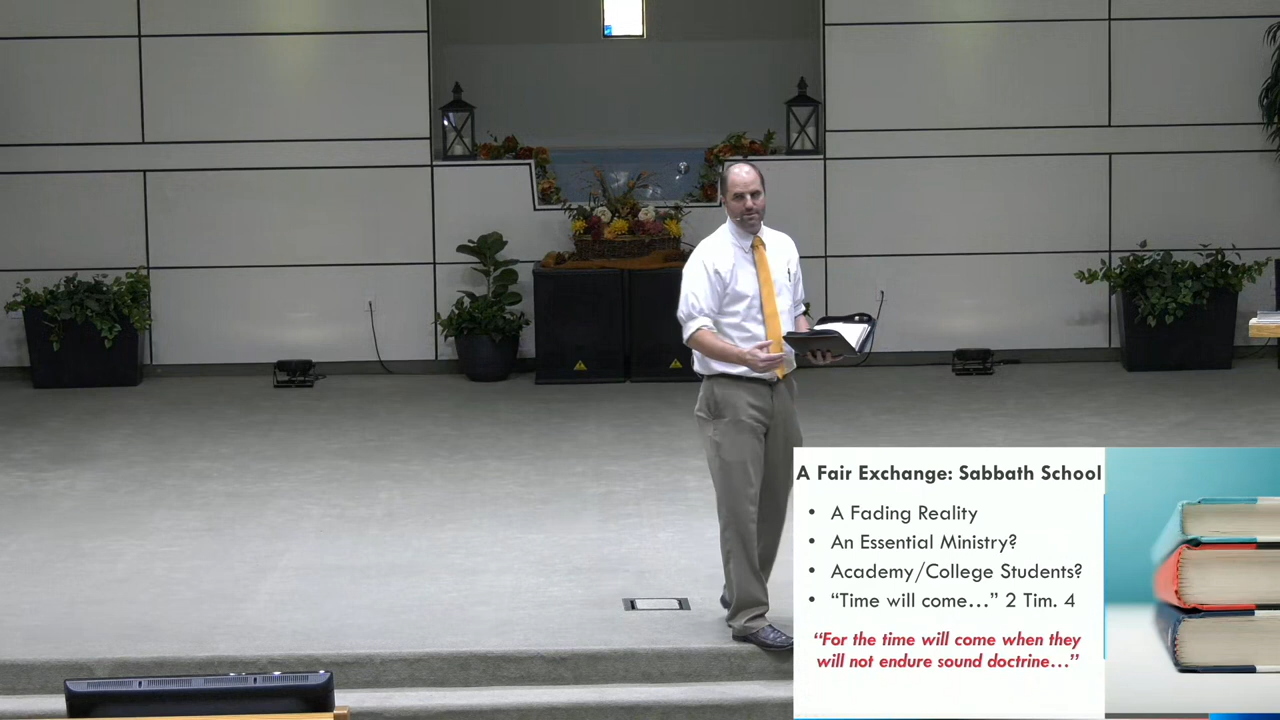 A Fair Exchange: Sabbath School
• A Fading Reality
• An Essential Ministry?
• Academy/College Students?
• “Time will come…” 2 Tim. 4
“For the time will come when they
will not endure sound doctrine…”